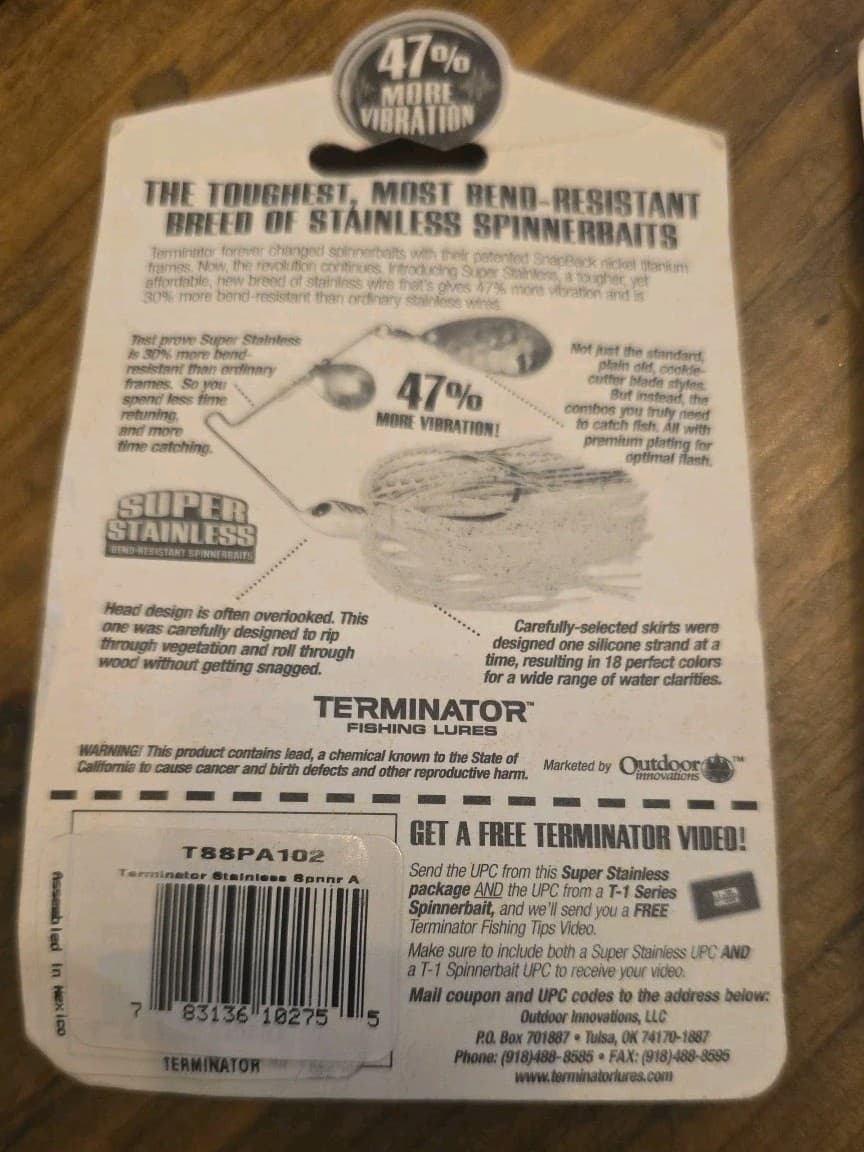 47%
MORE
VIBRATION
THE TOUGHEST, MOST BEND-RESISTANT
BREED OF STAINLESS SPINNERBAITS
Terminator forever changed spinnerbaits with their patented SnapBack nickel titanium
frames. Now, the revolution continues. Introducing Super Stainless, a tougher, yet
affordable, new breed of stainless wire that's gives 47% more vibration and is
30% more bend-resistant than ordinary stainless wires.
Test prove Super Stainless
is 30% more bend-
resistant than ordinary
frames. So you
spend less time
retuning,
and more
time catching.
47%
MORE VIBRATION!
Not just the standard,
plain old, cookie-
cutter blade styles.
But instead, the
combos you truly need
to catch fish. All with
premium plating for
optimal flash.
SUPER
STAINLESS
BEND-RESISTANT SPINNERBAITS
Head design is often overlooked. This
one was carefully designed to rip
through vegetation and roll through
wood without getting snagged.
Carefully-selected skirts were
designed one silicone strand at a
time, resulting in 18 perfect colors
for a wide range of water clarities.
TERMINATOR™
FISHING LURES
WARNING! This product contains lead, a chemical known to the State of
California to cause cancer and birth defects and other reproductive harm.
Marketed by Outdoor™
innovations
GET A FREE TERMINATOR VIDEO!
Send the UPC from this Super Stainless
package AND the UPC from a T-1 Series
Spinnerbait, and we'll send you a FREE
Terminator Fishing Tips Video.
Make sure to include both a Super Stainless UPC AND
a T-1 Spinnerbait UPC to receive your video.
Mail coupon and UPC codes to the address below:
Outdoor Innovations, LLC
P.O. Box 701887 • Tulsa, OK 74170-1887
Phone: (918)488-8585 • FAX: (918)488-8595
www.terminatorlures.com
TSSPA102
Terminator Stainless Spnnr A
7 83136 10275 5
Assembled in Mexico
TERMINATOR